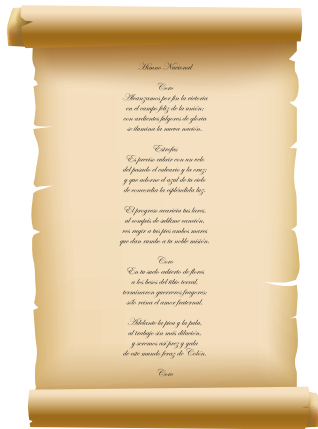 Himno Nacional
Coro
Alcanzamos por fin la victoria
en el campo feliz de la unión;
con ardientes fulgores de gloria
se ilumina la nueva nación.
Estrofas
Es preciso cubrir con un velo
del pasado el calvario y la cruz;
y que adorne el azul de tu cielo
de concordia la espléndida luz.
El progreso acaricia tus lares,
al compás de sublime canción,
ves rugir a tus pies ambos mares
que dan rumbo a tu noble misión.
Coro
En tu suelo cubierto de flores
a los besos del tibio terral,
terminaron guerreros fragores;
sólo reina el amor fraternal.
Adelante la pica y la pala,
al trabajo sin más dilación,
y seremos así prez y gala
de este mundo feraz de Colón.
Coro